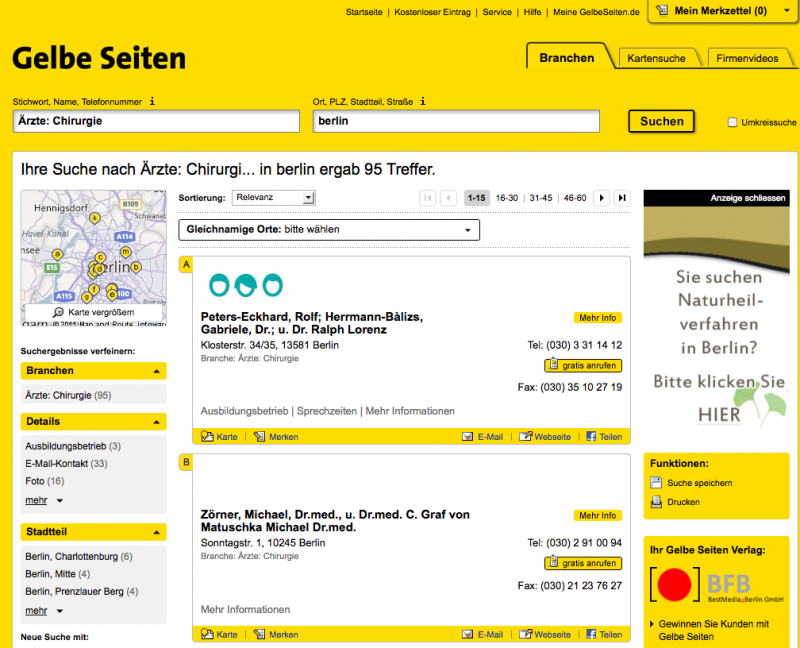 Startseite | Kostenloser Eintrag | Service | Hilfe | Meine GelbeSeiten.de
Mein Merkzettel (0)
Gelbe Seiten
Branchen
Kartensuche
Firmenvideos
Stichwort, Name, Telefonnummer i
Ort, PLZ, Stadtteil, Straße i
Ärzte: Chirurgie
berlin
Suchen
Umkreissuche
Ihre Suche nach Ärzte: Chirurgi... in berlin ergab 95 Treffer.
Hennigsdorf
B109
A114
E15
A115
E100
Berlin
Karte vergrößern
Suchergebnisse verfeinern:
Branchen
Ärzte: Chirurgie (95)
Details
Ausbildungsbetrieb (3)
E-Mail-Kontakt (33)
Foto (16)
mehr
Stadtteil
Berlin, Charlottenburg (6)
Berlin, Mitte (4)
Berlin, Prenzlauer Berg (4)
mehr
Neue Suche mit:
Sortierung: Relevanz
1-15 16-30 | 31-45 | 46-60
Gleichnamige Orte: bitte wählen
A
Peters-Eckhard, Rolf; Herrmann-Bàlizs,
Gabriele, Dr.; u. Dr. Ralph Lorenz
Mehr Info
Klosterstr. 34/35, 13581 Berlin
Tel: (030) 3 31 14 12
Branche: Ärzte: Chirurgie
gratis anrufen
Fax: (030) 35 10 27 19
Ausbildungsbetrieb | Sprechzeiten | Mehr Informationen
Karte | Merken
E-Mail | Webseite | Teilen
B
Zörner, Michael, Dr.med., u. Dr.med. C. Graf von
Matuschka Michael Dr.med.
Mehr Info
Sonntagstr. 1, 10245 Berlin
Tel: (030) 2 91 00 94
Branche: Ärzte: Chirurgie
gratis anrufen
Fax: (030) 21 23 76 27
Mehr Informationen
Karte | Merken
E-Mail | Webseite | Teilen
Anzeige schliessen
Sie suchen
Naturheil-
verfahren
in Berlin?
Bitte klicken Sie
HIER
Funktionen:
Suche speichern
Drucken
Ihr Gelbe Seiten Verlag:
BFB
BestMedia4Berlin GmbH
Gewinnen Sie Kunden mit
Gelbe Seiten